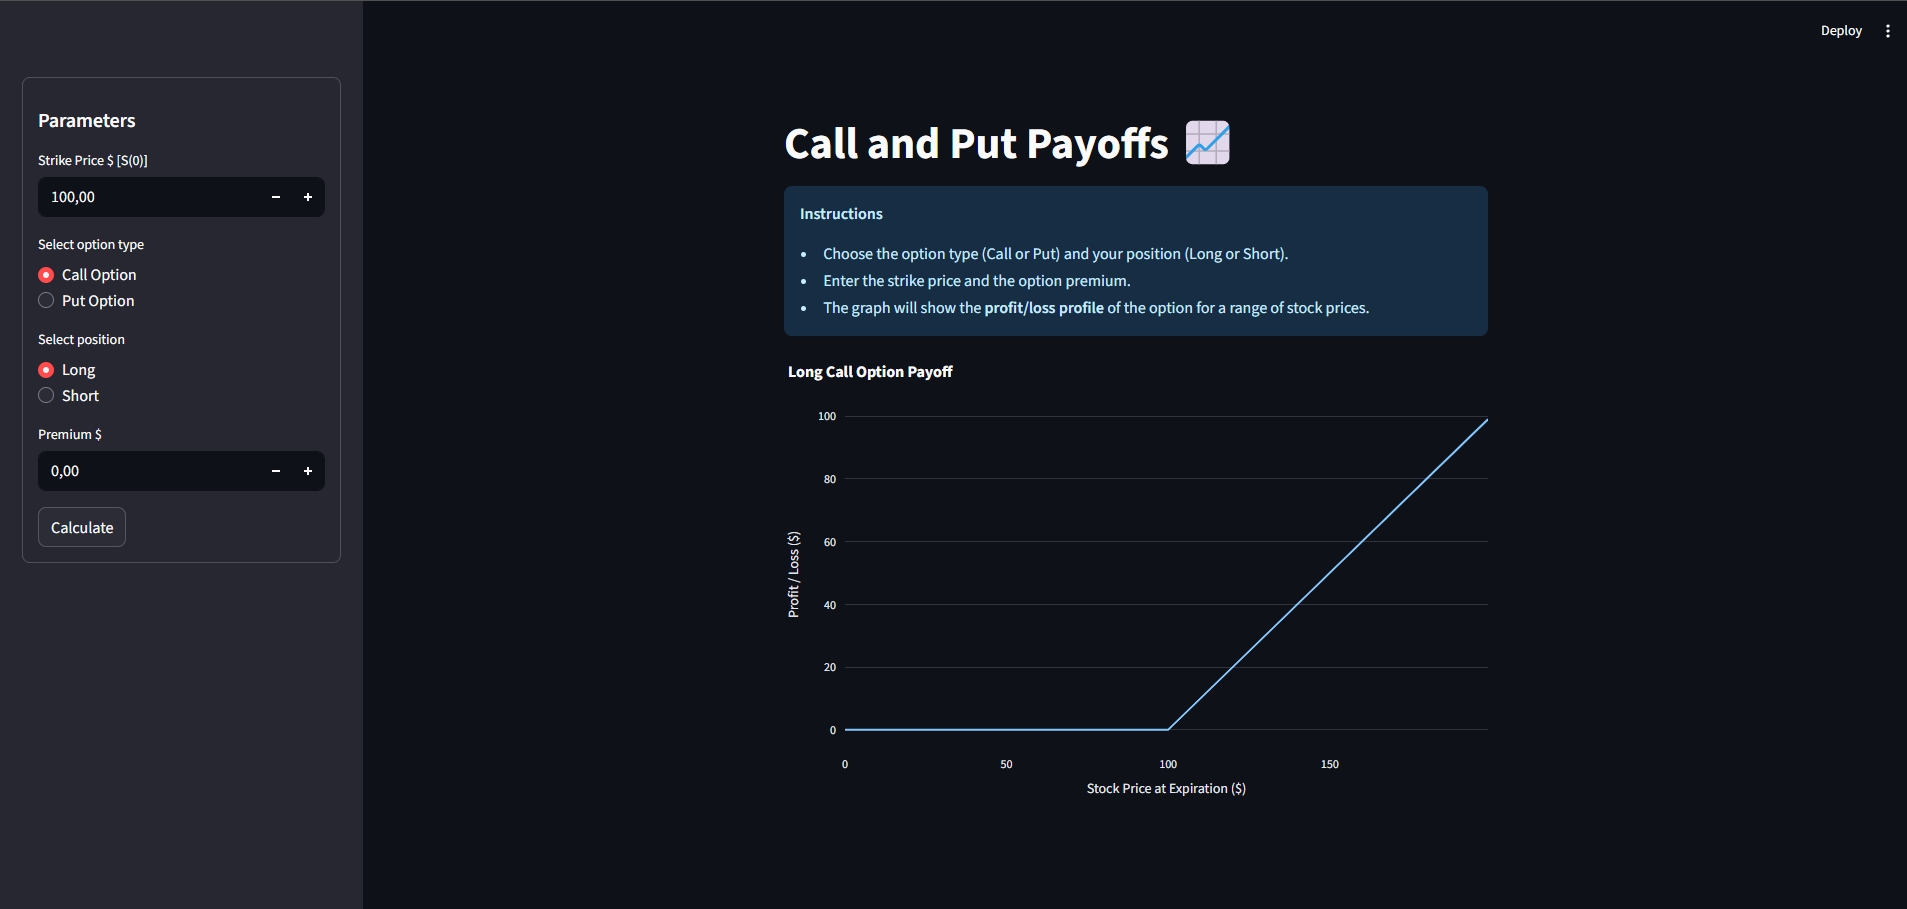 Deploy
Parameters
Strike Price $ [S(0)]
100,00
Select option type
Call Option
Put Option
Select position
Long
Short
Premium $
0,00
Calculate
Call and Put Payoffs
Instructions
• Choose the option type (Call or Put) and your position (Long or Short).
• Enter the strike price and the option premium.
• The graph will show the profit/loss profile of the option for a range of stock prices.
Long Call Option Payoff
100
80
60
40
20
0
Profit / Loss ($)
0 50 100 150
Stock Price at Expiration ($)